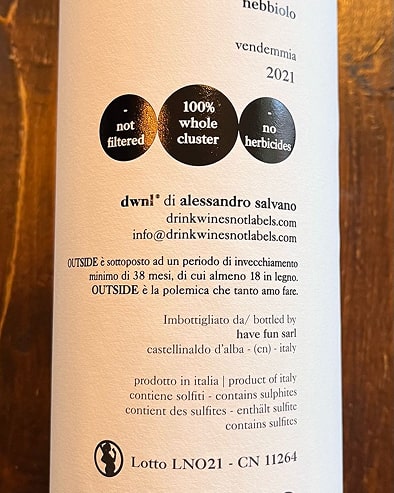 nebbiolo
vendemmia
2021
-
not
filtered
100%
whole
cluster
-
no
herbicides
dwnl® di alessandro salvano
drinkwinesnotlabels.com
info@drinkwinesnotlabels.com
OUTSIDE è sottoposto ad un periodo di invecchiamento
minimo di 38 mesi, di cui almeno 18 in legno.
OUTSIDE è la polemica che tanto amo fare.
Imbottigliato da/ bottled by
have fun sarl
castellinaldo d'alba - (cn) - italy
prodotto in italia | product of italy
contiene solfiti - contains sulphites
contient des sulfites - enthält sulfite
contains sulfites
Lotto LNO21 - CN 11264